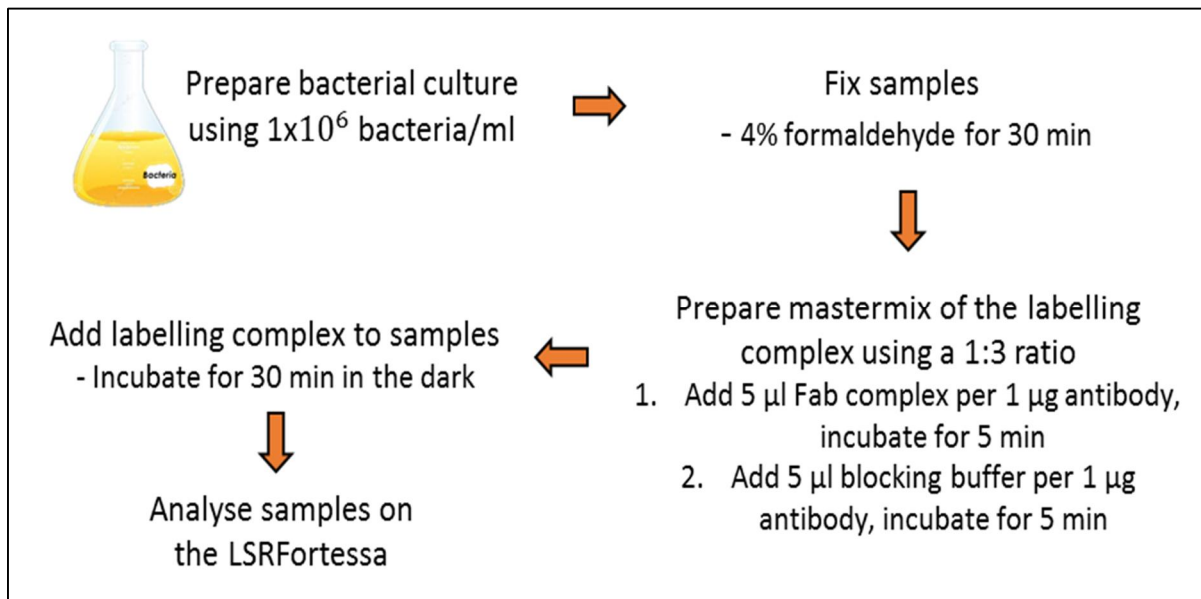 Prepare bacterial culture
using 1x10⁶ bacteria/ml
Bacteria
Fix samples
- 4% formaldehyde for 30 min
Prepare mastermix of the labelling
complex using a 1:3 ratio
1. Add 5 µl Fab complex per 1 µg antibody,
incubate for 5 min
2. Add 5 µl blocking buffer per 1 µg
antibody, incubate for 5 min
Add labelling complex to samples
- Incubate for 30 min in the dark
Analyse samples on
the LSRFortessa